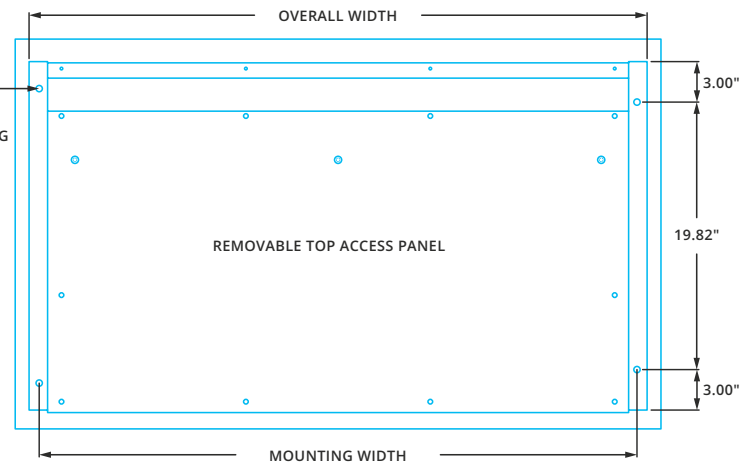 OVERALL WIDTH
3.00"
G
19.82"
REMOVABLE TOP ACCESS PANEL
3.00"
MOUNTING WIDTH